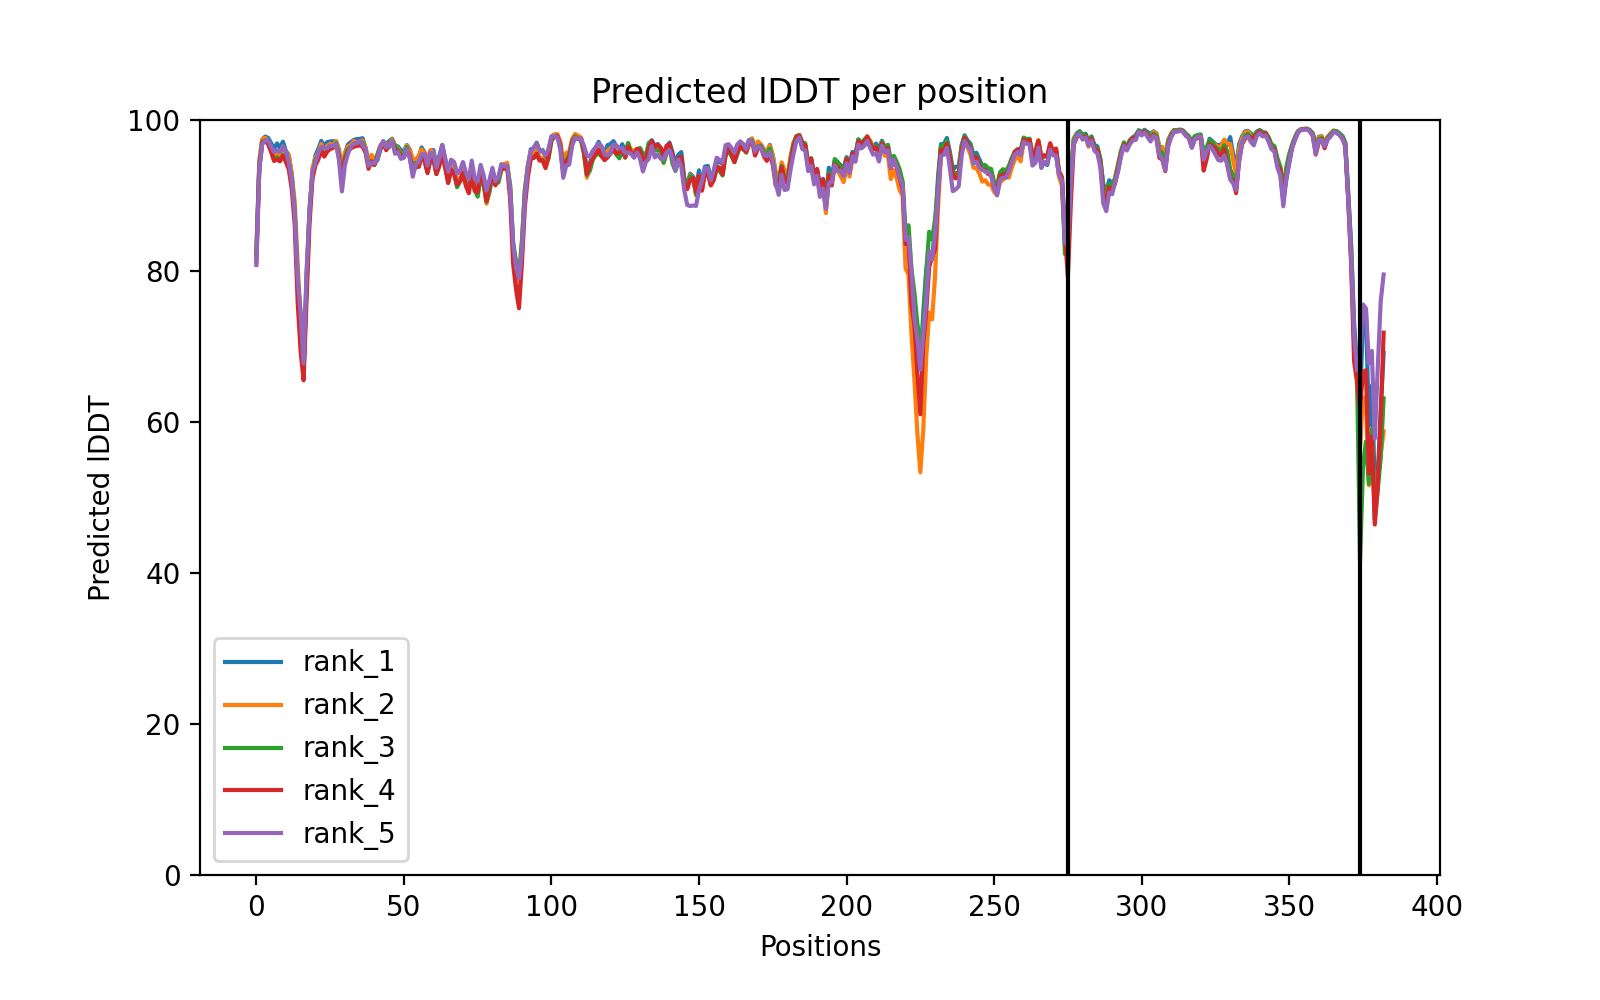 Predicted lDDT per position
100
80
60
40
20
0
Predicted lDDT
rank_1
rank_2
rank_3
rank_4
rank_5
0 50 100 150 200 250 300 350 400
Positions